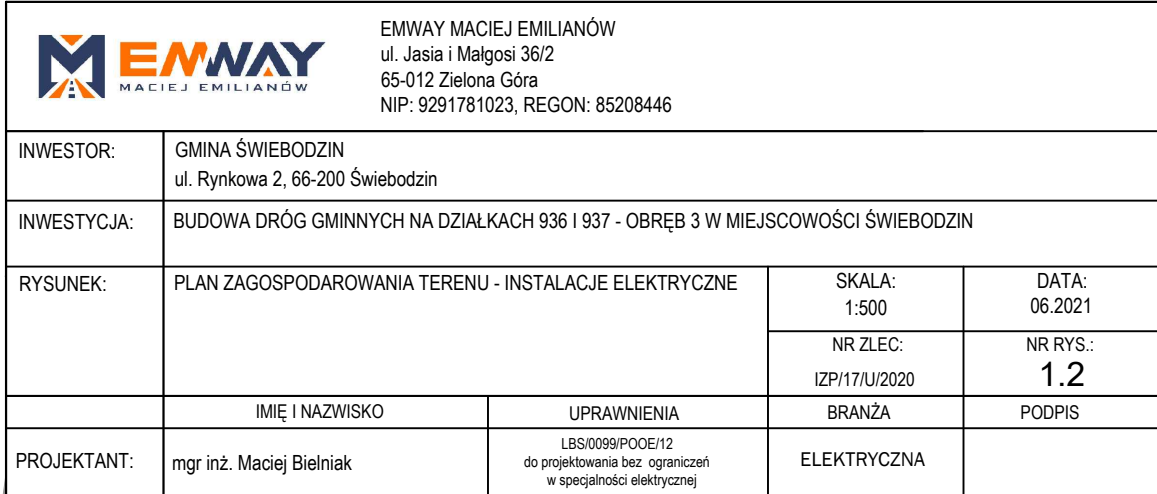 EMWAY
MACIEJ EMILIANÓW
EMWAY MACIEJ EMILIANÓW
ul. Jasia i Małgosi 36/2
65-012 Zielona Góra
NIP: 9291781023, REGON: 85208446
INWESTOR:
GMINA ŚWIEBODZIN
ul. Rynkowa 2, 66-200 Świebodzin
INWESTYCJA:
BUDOWA DRÓG GMINNYCH NA DZIAŁKACH 936 I 937 - OBRĘB 3 W MIEJSCOWOŚCI ŚWIEBODZIN
RYSUNEK:
PLAN ZAGOSPODAROWANIA TERENU - INSTALACJE ELEKTRYCZNE
SKALA:
1:500
DATA:
06.2021
NR ZLEC:
IZP/17/U/2020
NR RYS.:
1.2
IMIĘ I NAZWISKO
UPRAWNIENIA
BRANŻA
PODPIS
PROJEKTANT:
mgr inż. Maciej Bielniak
LBS/0099/POOE/12
do projektowania bez ograniczeń
w specjalności elektrycznej
ELEKTRYCZNA